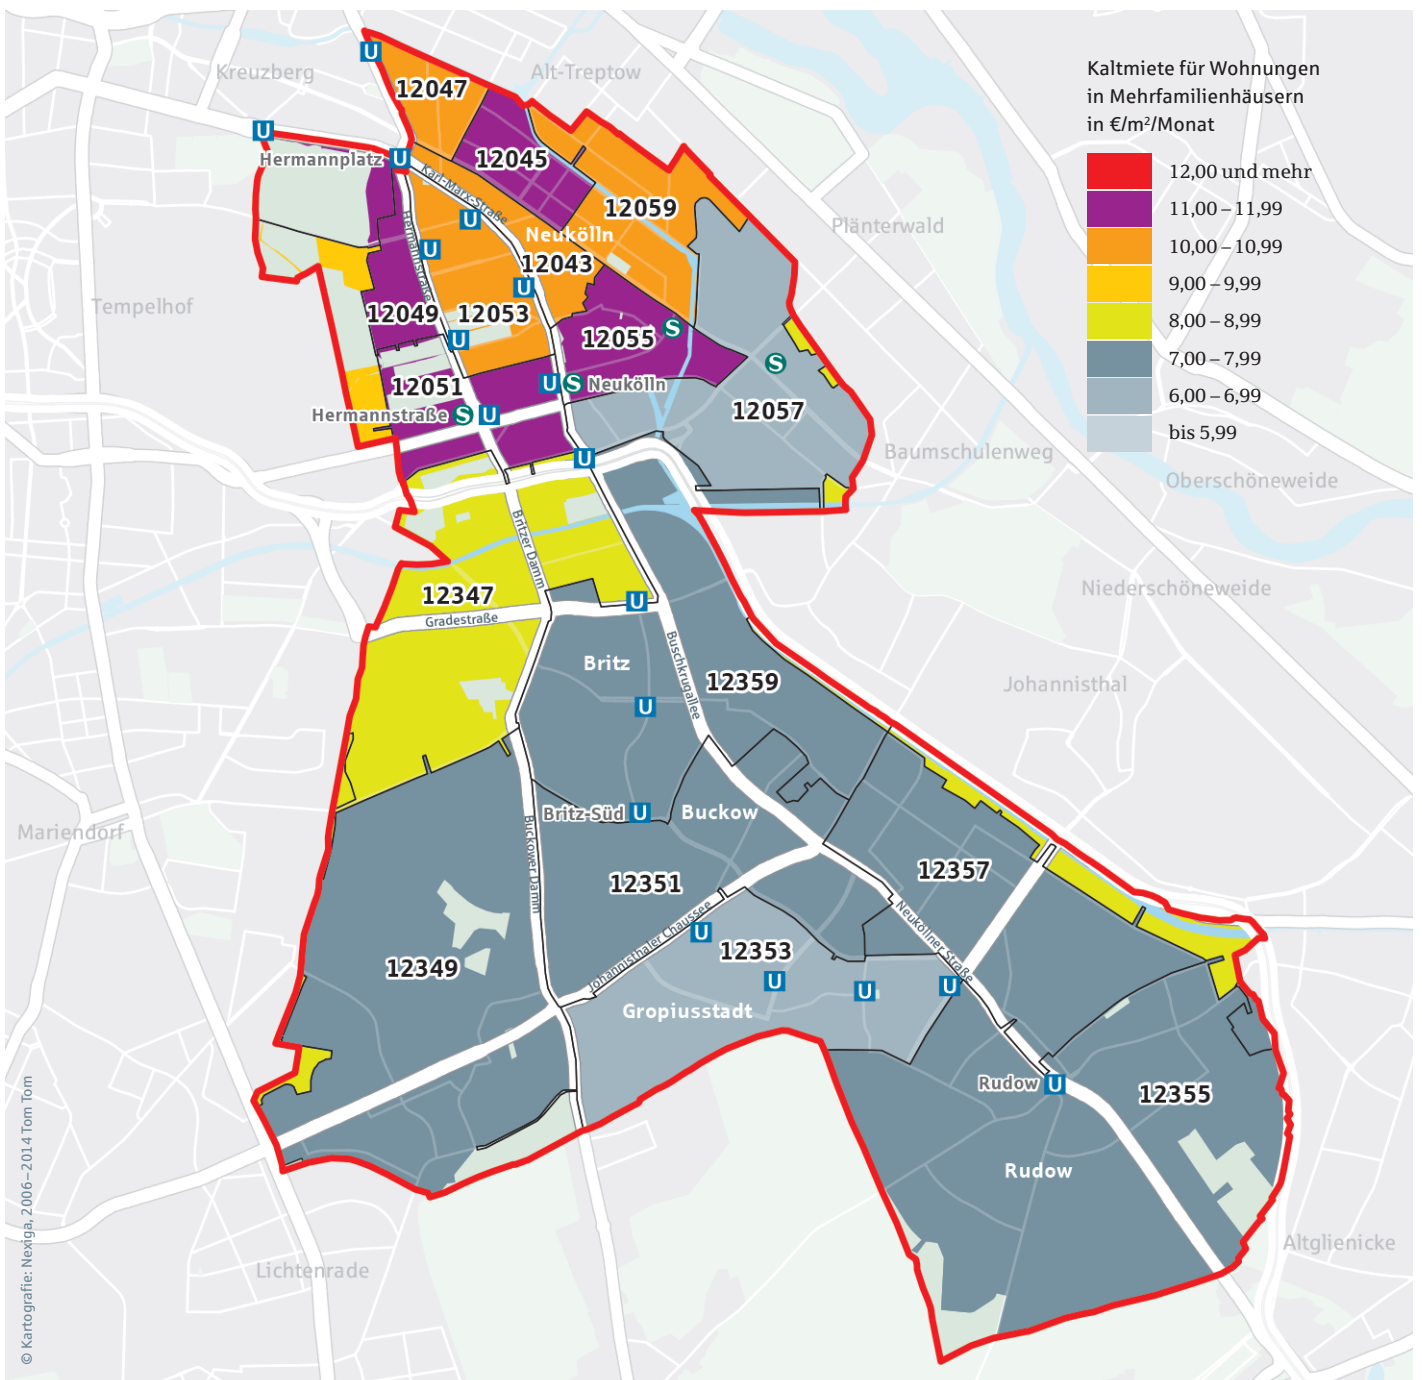 Kreuzberg
Alt-Treptow
Kaltmiete für Wohnungen
in Mehrfamilienhäusern
in €/m²/Monat
12,00 und mehr
11,00 – 11,99
10,00 – 10,99
9,00 – 9,99
8,00 – 8,99
7,00 – 7,99
6,00 – 6,99
bis 5,99
U
12047
U
Hermannplatz
U
12045
Karl-Marx-Straße
12059
U
Hermannstraße
Neukölln
Plänterwald
U
12043
U
Tempelhof
12049
12053
S
U
12055
S
12051
U
S
Neukölln
Hermannstraße
S
U
12057
Baumschulenweg
U
Oberschöneweide
Britzer Damm
Niederschöneweide
12347
U
Gradestraße
Britz
Buschkrugallee
12359
Johannisthal
U
Britz-Süd
U
Buckow
Mariendorf
Buckower Damm
12351
12357
Johannisthaler Chaussee
Neuköllner Straße
U
12353
12349
U
U
U
Gropiusstadt
Rudow
U
12355
Rudow
Altglienicke
Lichtenrade
© Kartografie: Nexiga, 2006–2014 Tom Tom